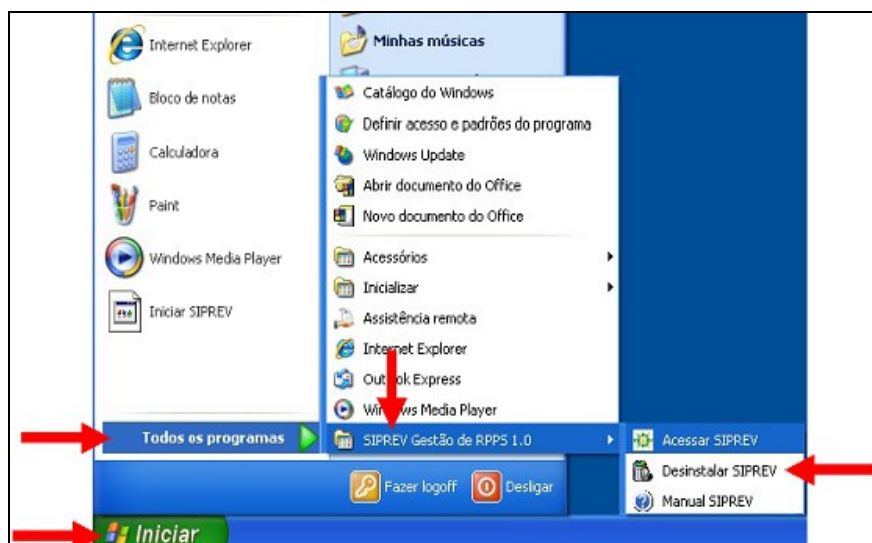 Internet Explorer
Bloco de notas
Calculadora
Paint
Windows Media Player
Iniciar SIPREV
Todos os programas
Minhas músicas
Catálogo do Windows
Definir acesso e padrões do programa
Windows Update
Abrir documento do Office
Novo documento do Office
Acessórios
Inicializar
Assistência remota
Internet Explorer
Outlook Express
Windows Media Player
SIPREV Gestão de RPPS 1.0
Acessar SIPREV
Desinstalar SIPREV
Manual SIPREV
Fazer logoff
Desligar
Iniciar